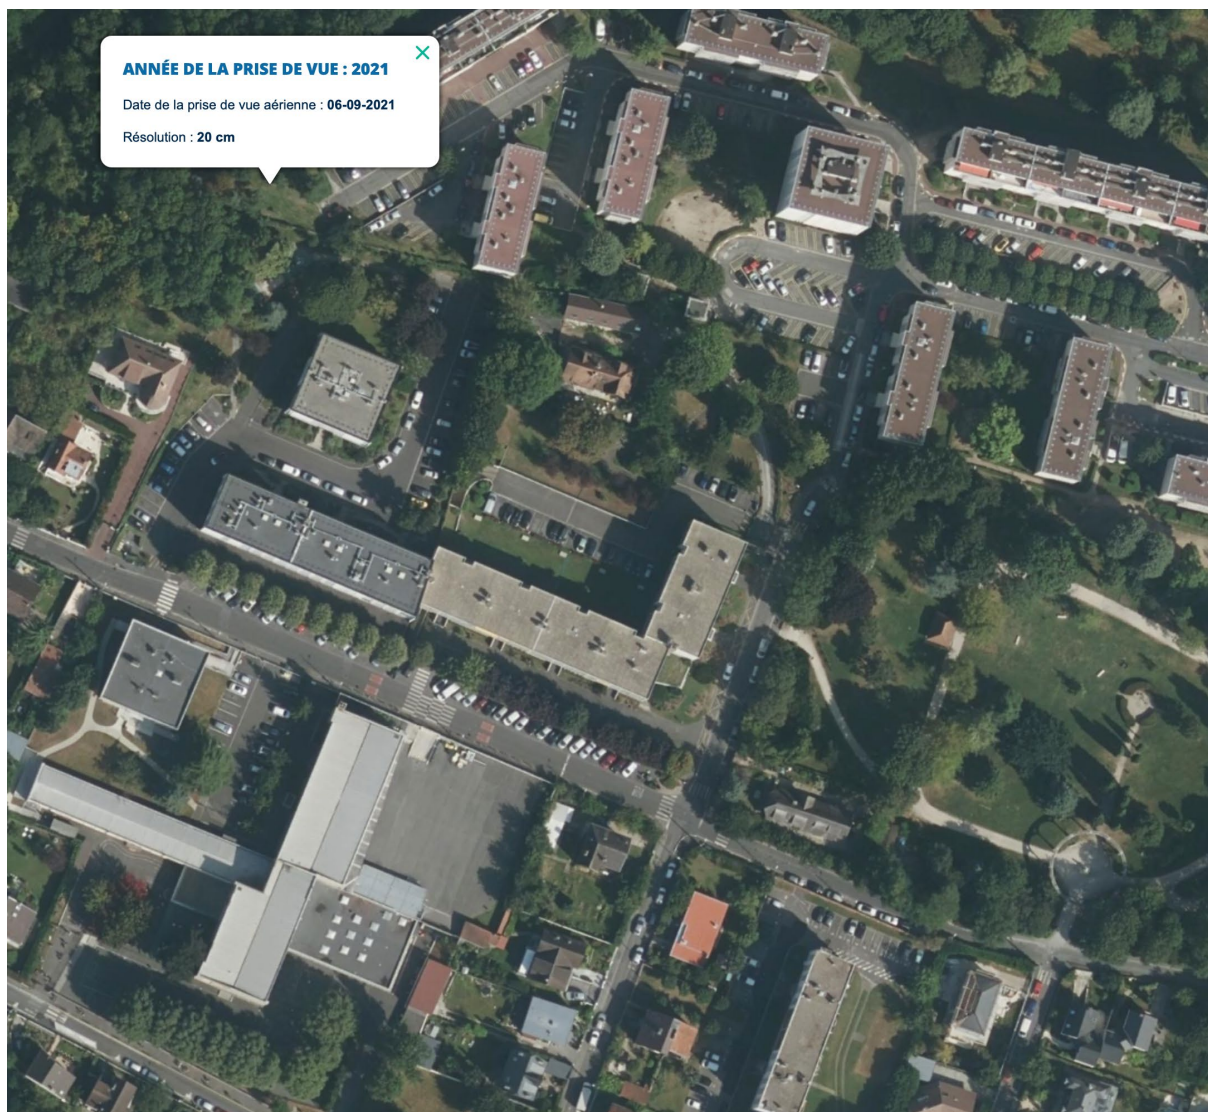 ANNÉE DE LA PRISE DE VUE : 2021
Date de la prise de vue aérienne : 06-09-2021
Résolution : 20 cm